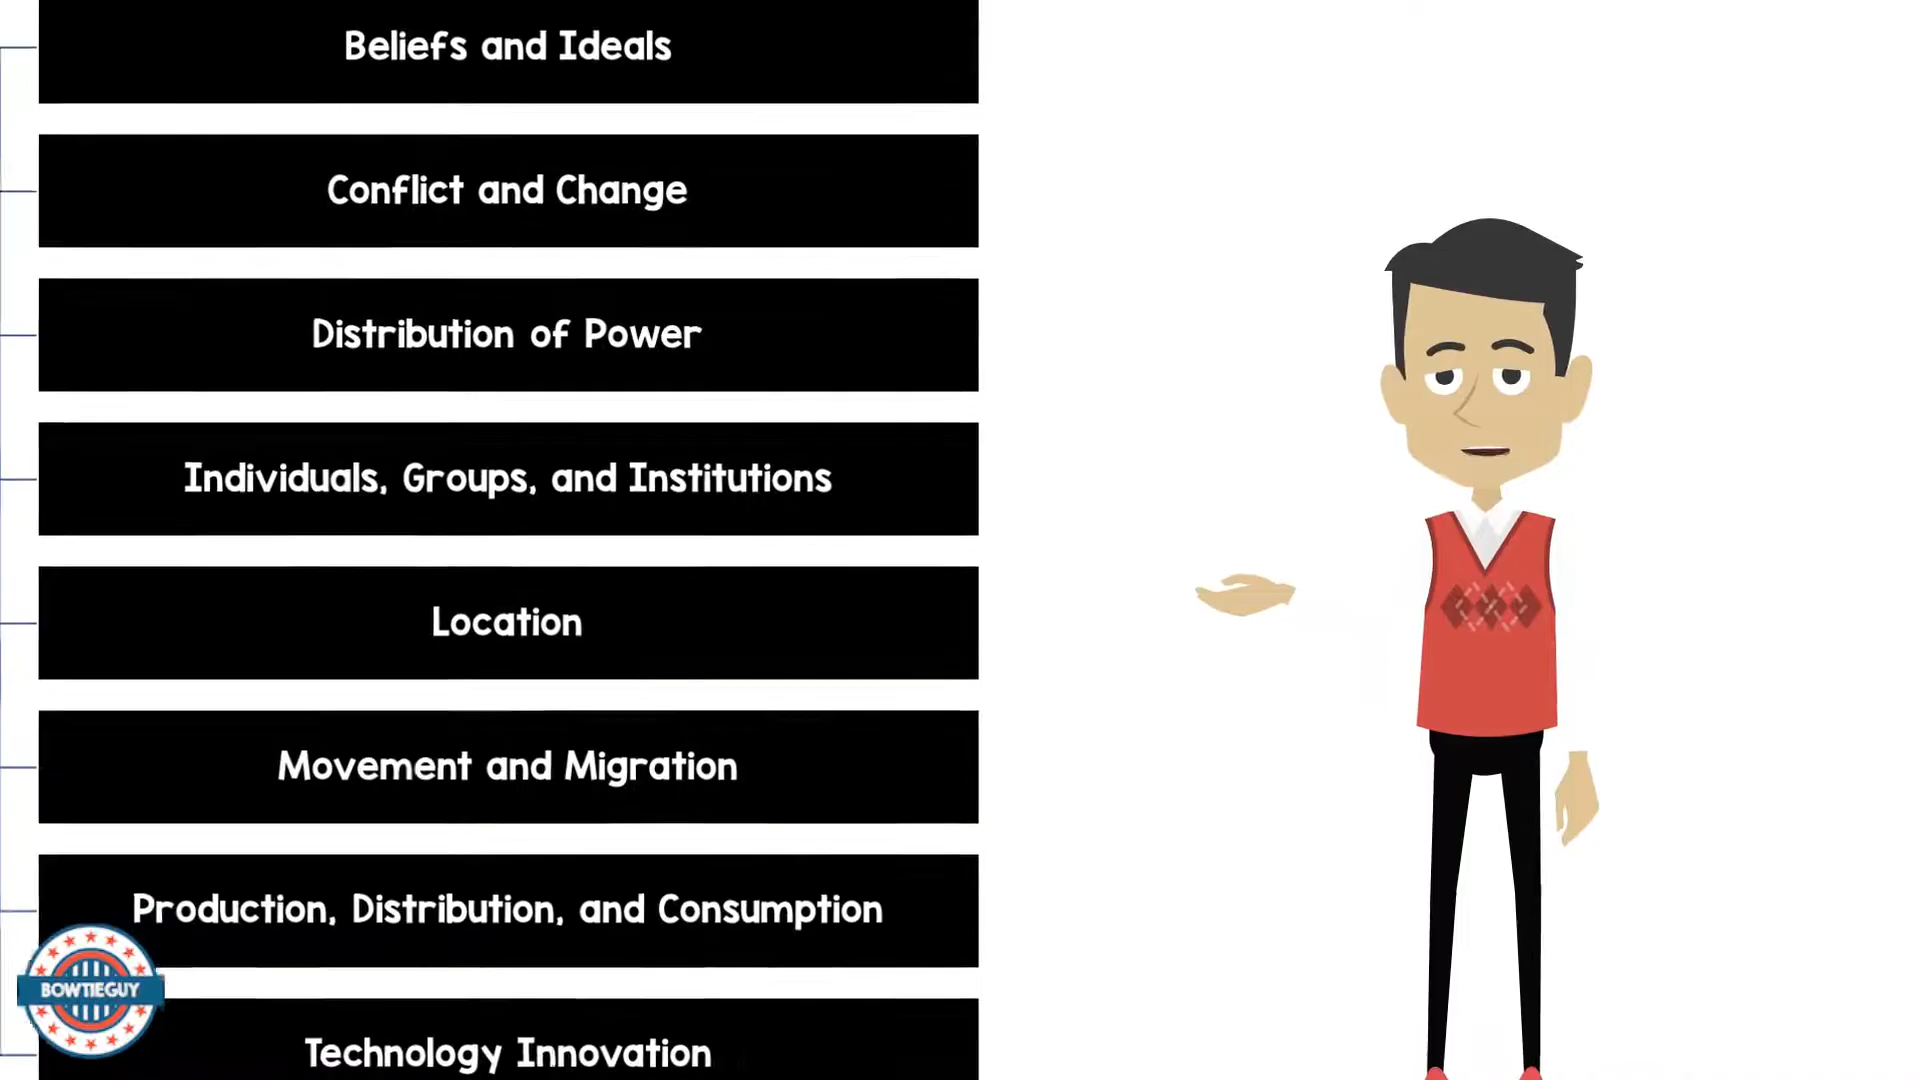 Beliefs and Ideals
Conflict and Change
Distribution of Power
Individuals, Groups, and Institutions
Location
Movement and Migration
Production, Distribution, and Consumption
BOWTIEGUY
Technology Innovation